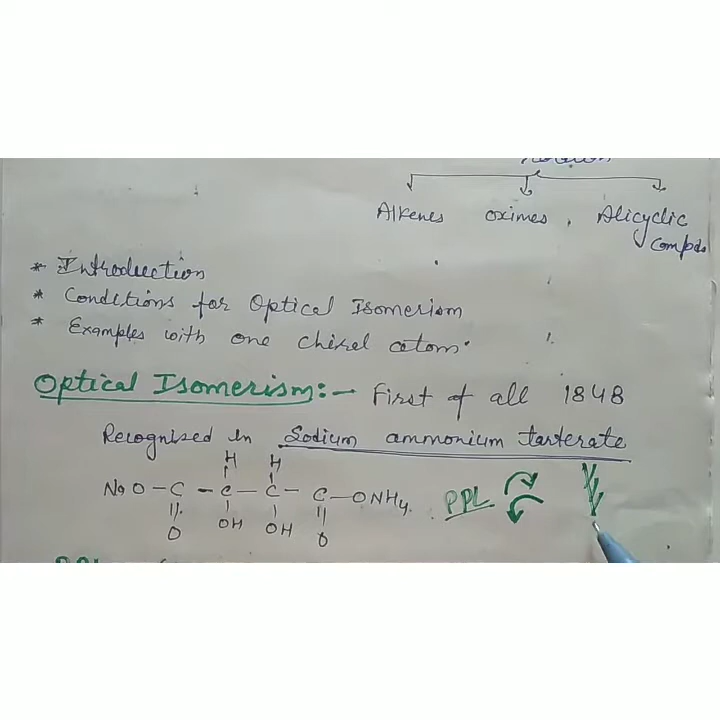 Alkenes oximes, Alicyclic
compds
* Introduction
* Conditions for Optical Isomerism
* Examples with one chiral atom.
Optical Isomerism:- First of all 1848
Recognised in Sodium ammonium tarterate
H H
NaO-C-C-C-C-ONH4. PPL
O OH OH O